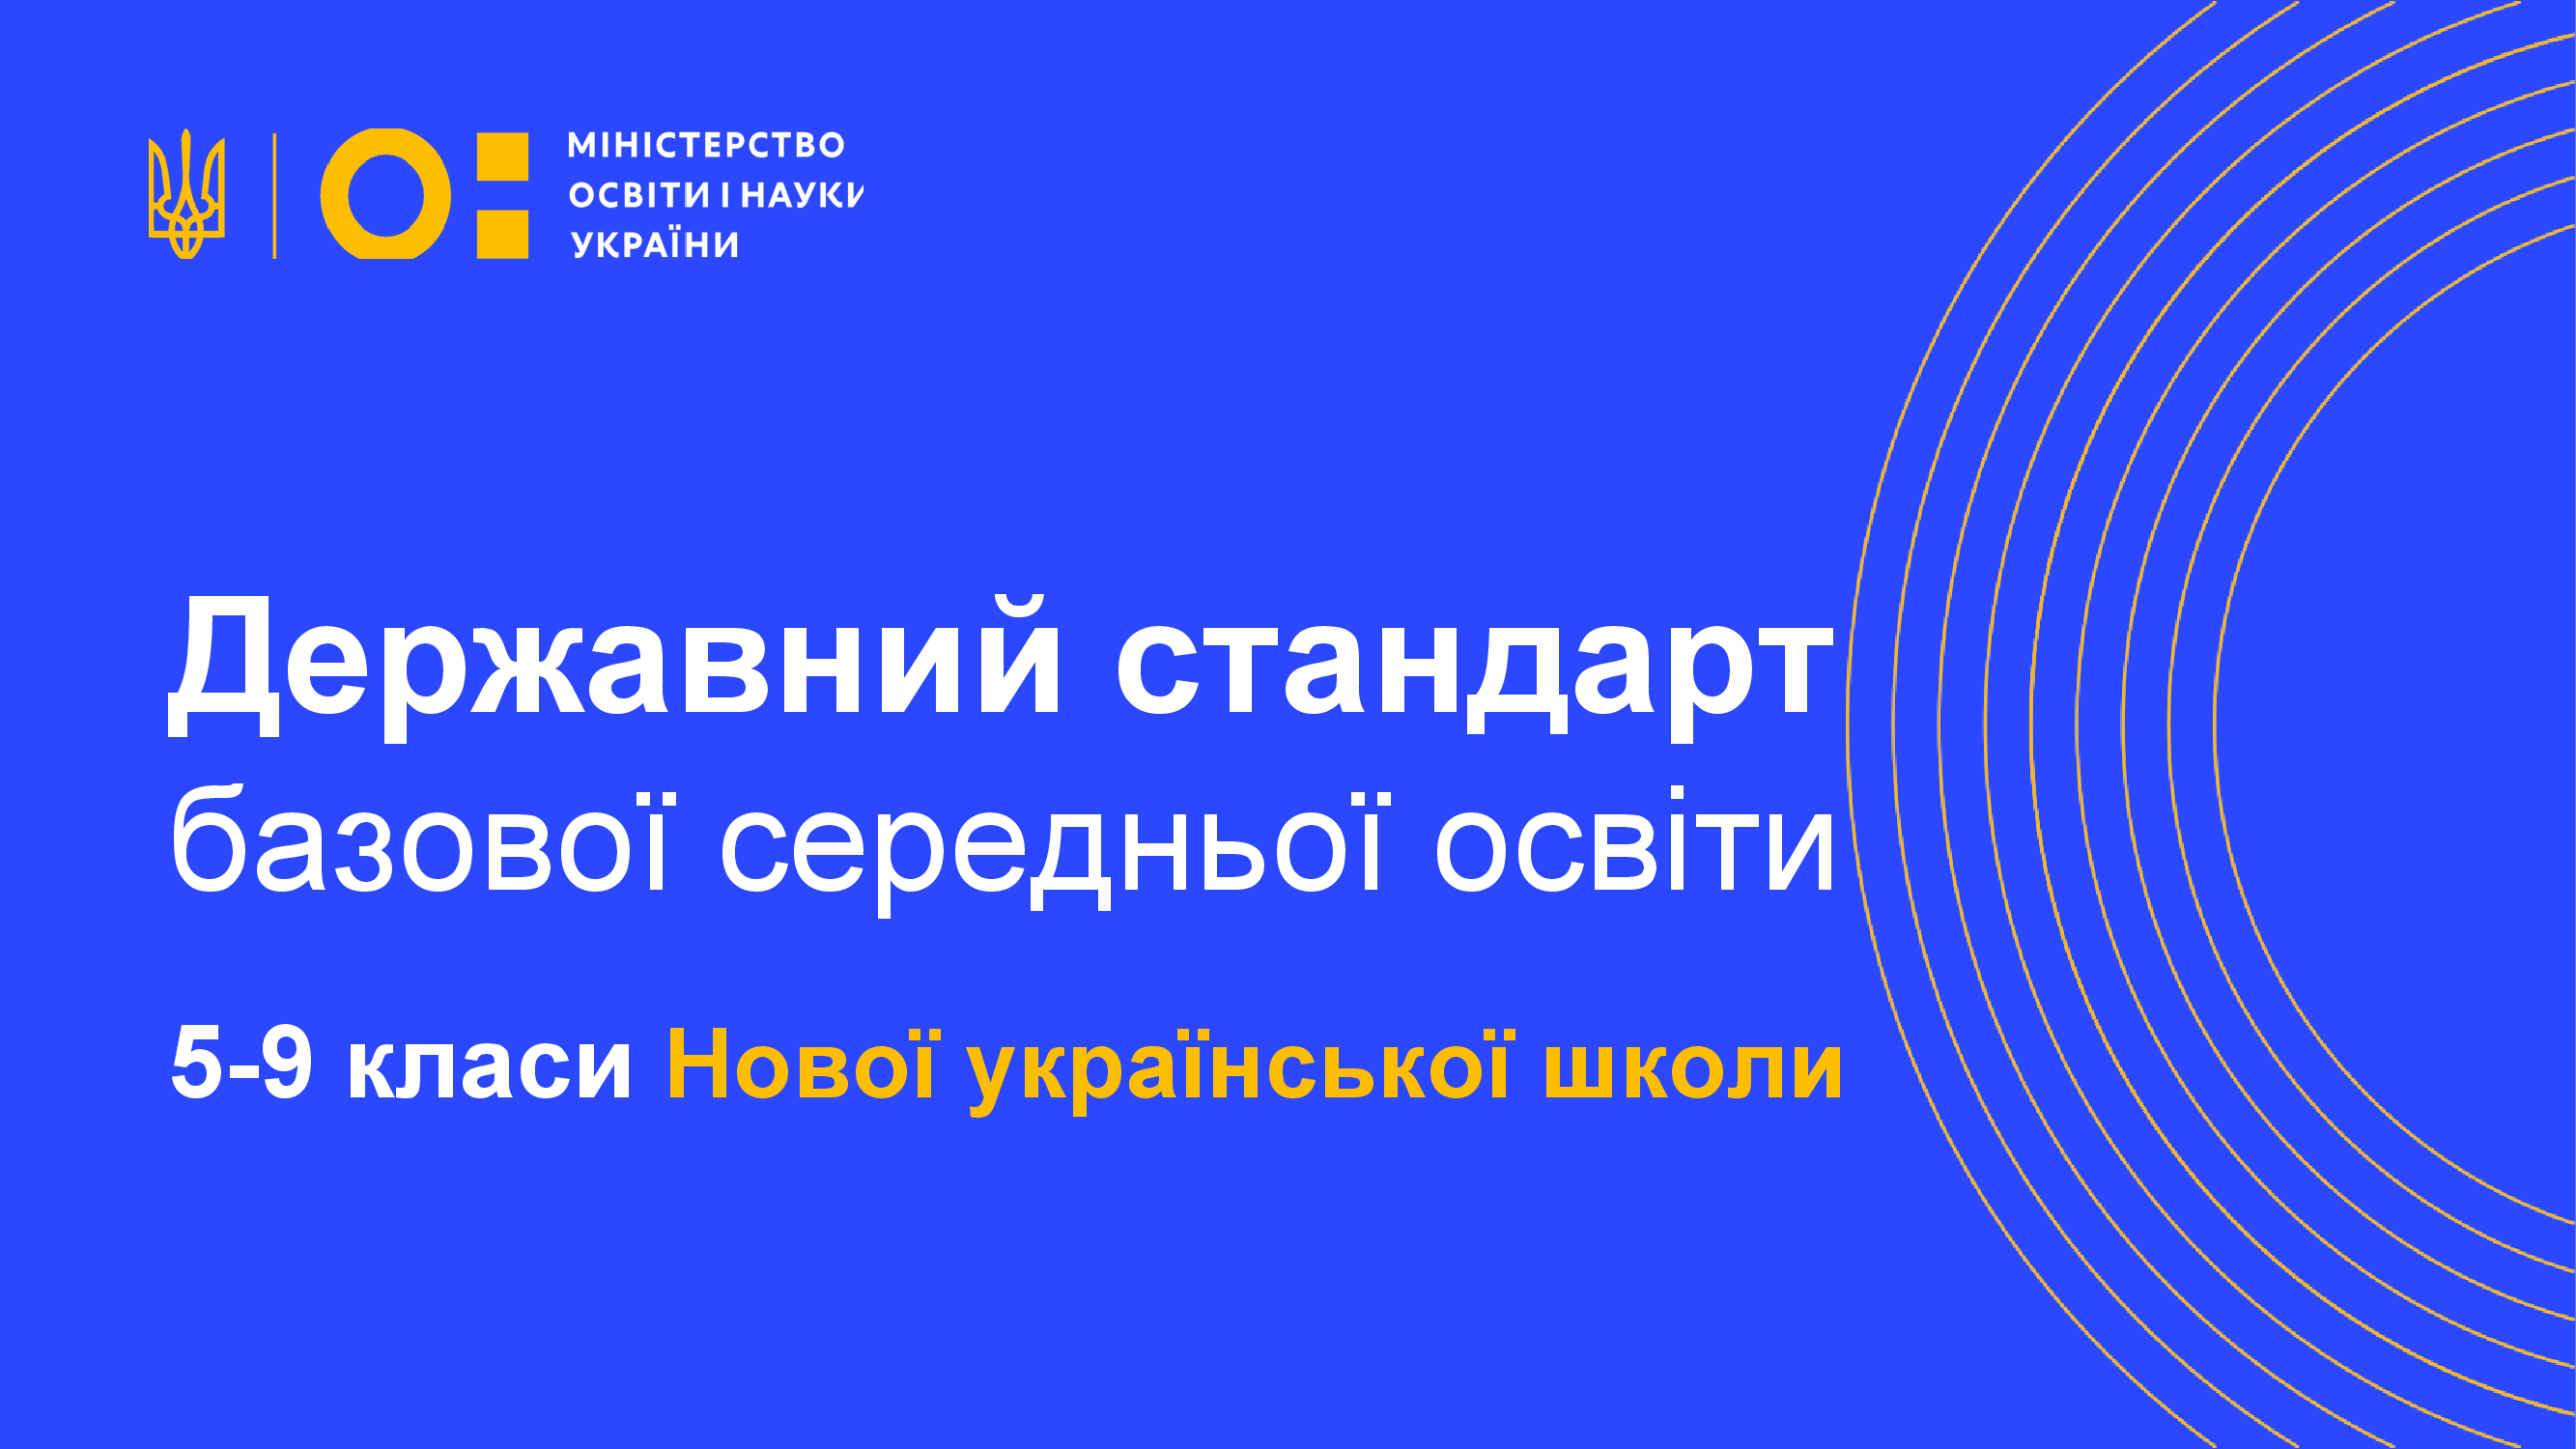 МІНІСТЕРСТВО
ОСВІТИ І НАУКИ
УКРАЇНИ
Державний стандарт
базової середньої освіти
5-9 класи Нової української школи